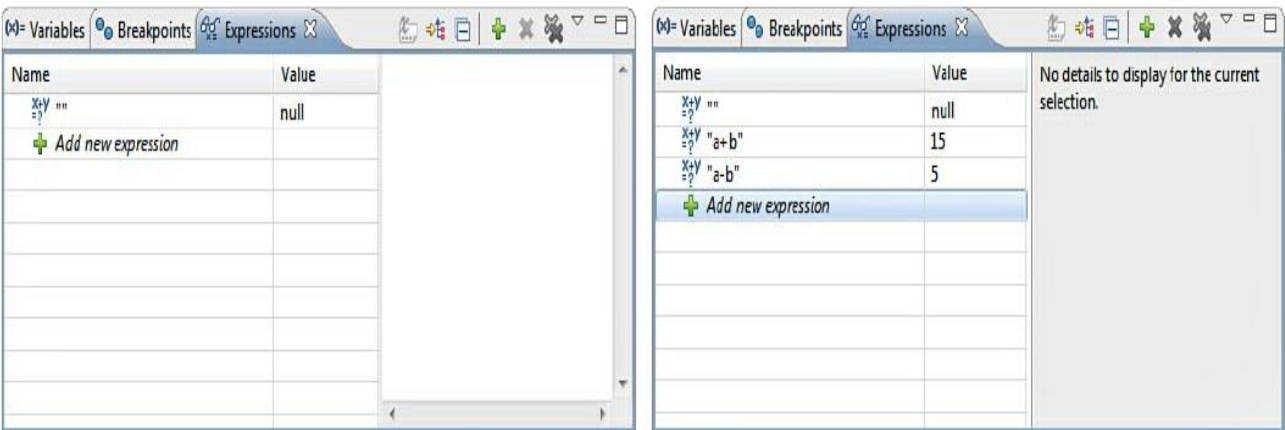 (x)= Variables Breakpoints Expressions
Name Value
x+y =? "" null
Add new expression
(x)= Variables Breakpoints Expressions
Name Value
x+y =? "" null
x+y =? "a+b" 15
x+y =? "a-b" 5
Add new expression
No details to display for the current
selection.